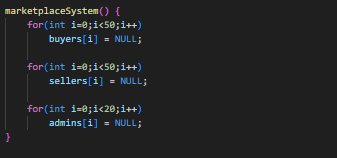 marketplaceSystem() {
    for(int i=0;i<50;i++)
        buyers[i] = NULL;

    for(int i=0;i<50;i++)
        sellers[i] = NULL;

    for(int i=0;i<20;i++)
        admins[i] = NULL;
}